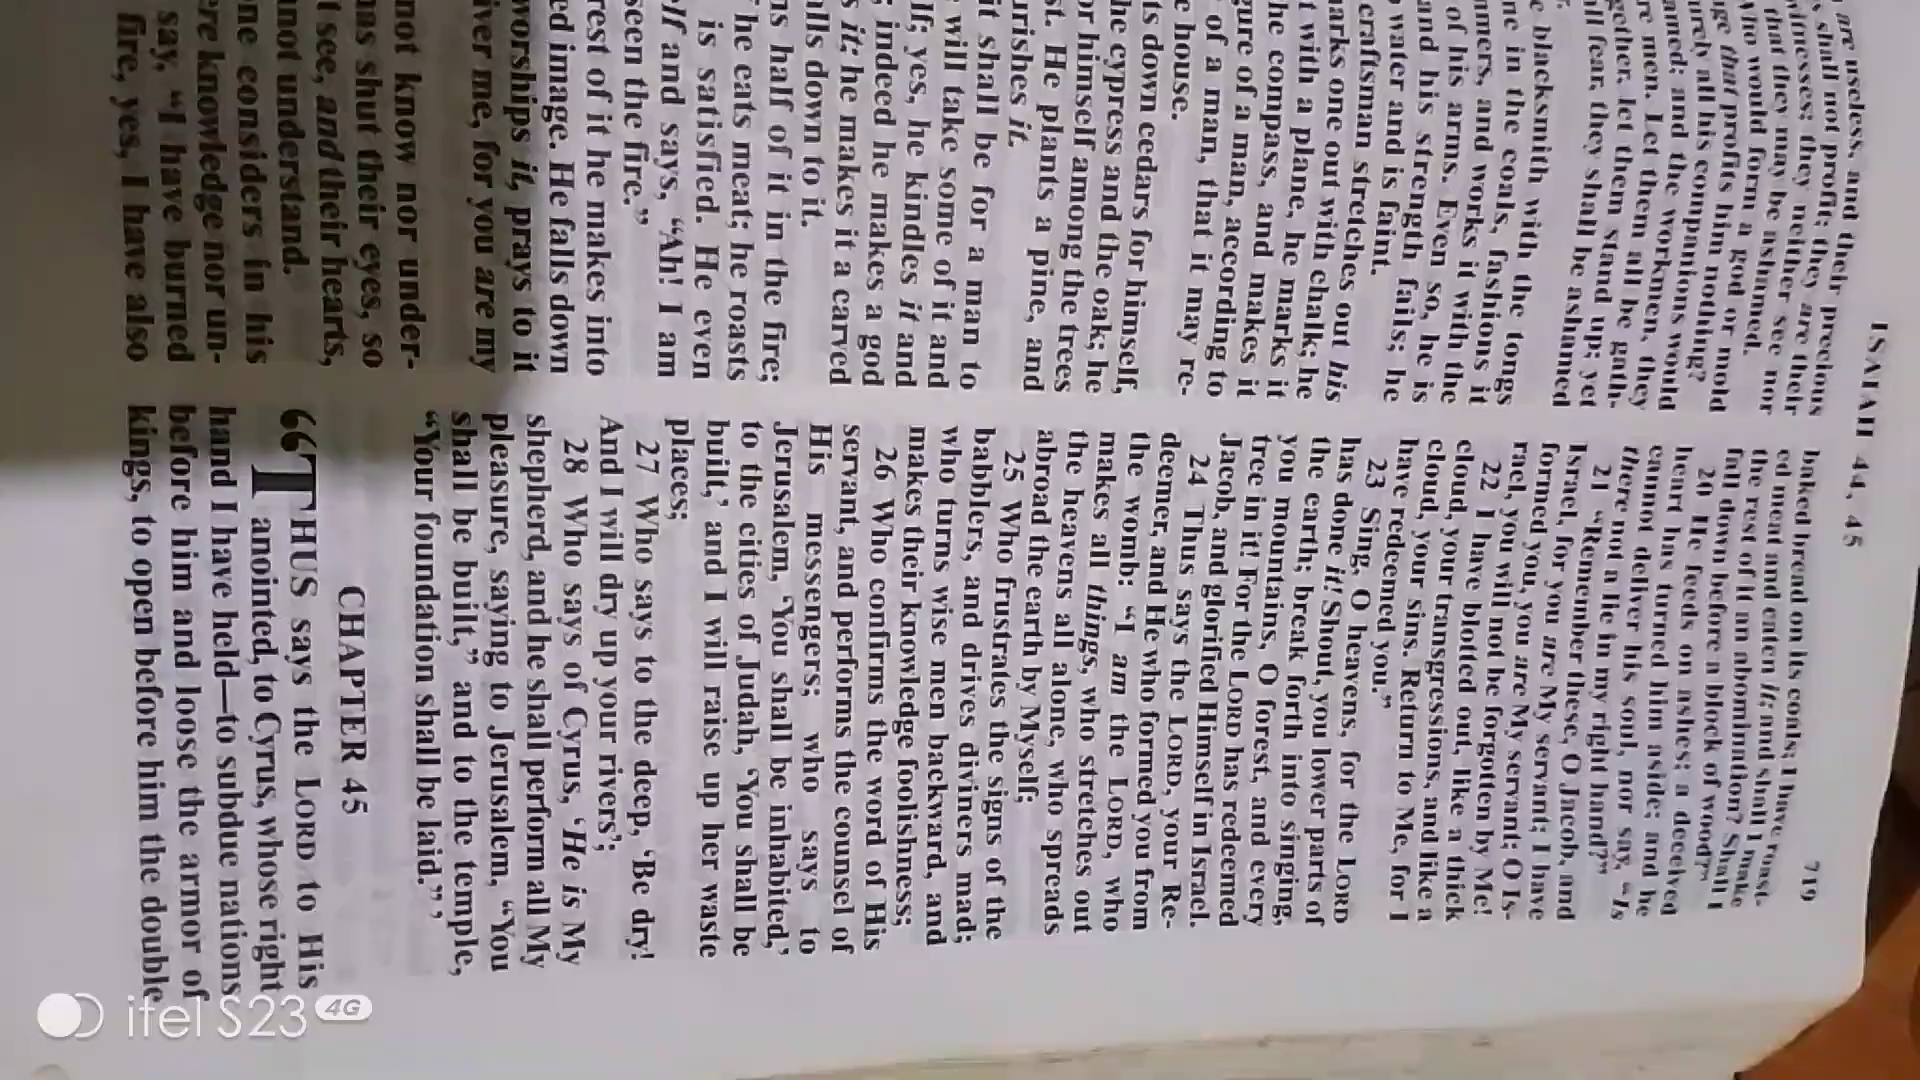 ISAIAH 44, 45
719
are useless, and their precious
shall not profit; they are their
witnesses; they neither see nor
that they may be ashamed.
who would form a god or mold
that profits him nothing?
all his companions would
and the workmen, they
are men. Let them all be gath-
let them stand up; yet
fear, they shall be ashamed
blacksmith with the tongs
one in the coals, fashions it
and works it with the
of his arms. Even so, he is
and his strength fails; he
water and is faint.
craftsman stretches out his
marks one out with chalk; he
with a plane, he marks it
the compass, and makes it
of a man, according to
of a man, that it may re-
house.
down cedars for himself,
the cypress and the oak; he
for himself among the trees
He plants a pine, and
it.
it shall be for a man to
will take some of it and
yes, he kindles it and
indeed he makes a god
it; he makes it a carved
falls down to it.
half of it in the fire;
he eats meat; he roasts
is satisfied. He even
and says, “Ah! I am
seen the fire.”
rest of it he makes into
image. He falls down
worships it, prays to it
me, for you are my
not know nor under-
has shut their eyes, so
see, and their hearts,
understand.
one considers in his
knowledge nor un-
say, “I have burned
fire, yes, I have also
baked bread on its coals; I have roast-
ed meat and eaten it; and shall I make
the rest of it an abomination? Shall I
fall down before a block of wood?”
20 He feeds on ashes; a deceived
heart has turned him aside; and he
cannot deliver his soul, nor say, “Is
there not a lie in my right hand?”
21 “Remember these, O Jacob, and
Israel, for you are My servant; I have
formed you, you are My servant; O Is-
rael, you will not be forgotten by Me!
22 I have blotted out, like a thick
cloud, your transgressions, and like a
cloud, your sins. Return to Me, for I
have redeemed you.”
23 Sing, O heavens, for the LORD
has done it! Shout, you lower parts of
the earth; break forth into singing,
you mountains, O forest, and every
tree in it! For the LORD has redeemed
Jacob, and glorified Himself in Israel.
24 Thus says the LORD, your Re-
deemer, and He who formed you from
the womb: “I am the LORD, who
makes all things, who stretches out
the heavens all alone, who spreads
abroad the earth by Myself;
25 Who frustrates the signs of the
babblers, and drives diviners mad;
who turns wise men backward, and
makes their knowledge foolishness;
26 Who confirms the word of His
servant, and performs the counsel of
His messengers; who says to
Jerusalem, ‘You shall be inhabited,’
to the cities of Judah, ‘You shall be
built,’ and I will raise up her waste
places;
27 Who says to the deep, ‘Be dry!
And I will dry up your rivers’;
28 Who says of Cyrus, ‘He is My
shepherd, and he shall perform all My
pleasure, saying to Jerusalem, “You
shall be built,” and to the temple,
“Your foundation shall be laid.” ’
CHAPTER 45
“THUS says the LORD to His
anointed, to Cyrus, whose right
hand I have held—to subdue nations
before him and loose the armor of
kings, to open before him the double
itel S23 4G